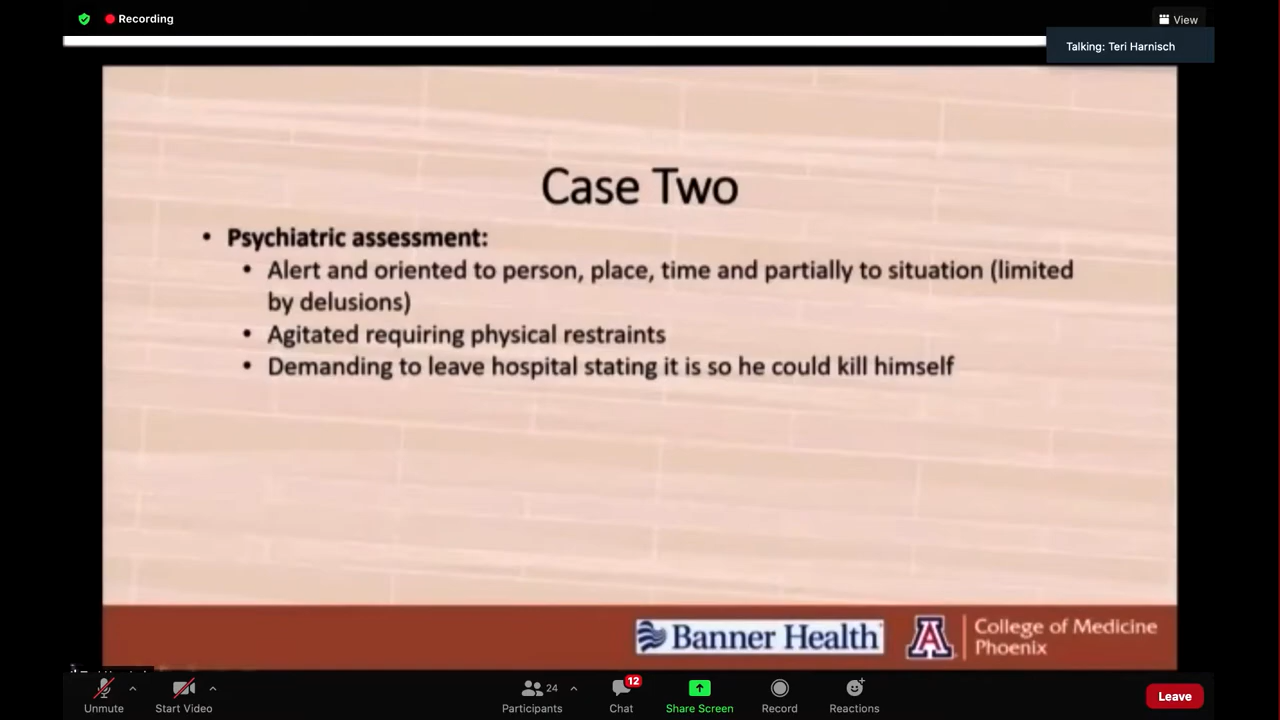 Recording
View
Talking: Teri Harnisch
Case Two
• Psychiatric assessment:
• Alert and oriented to person, place, time and partially to situation (limited
by delusions)
• Agitated requiring physical restraints
• Demanding to leave hospital stating it is so he could kill himself
Banner Health
A
College of Medicine
Phoenix
Unmute
Start Video
24
Participants
12
Chat
Share Screen
Record
Reactions
Leave